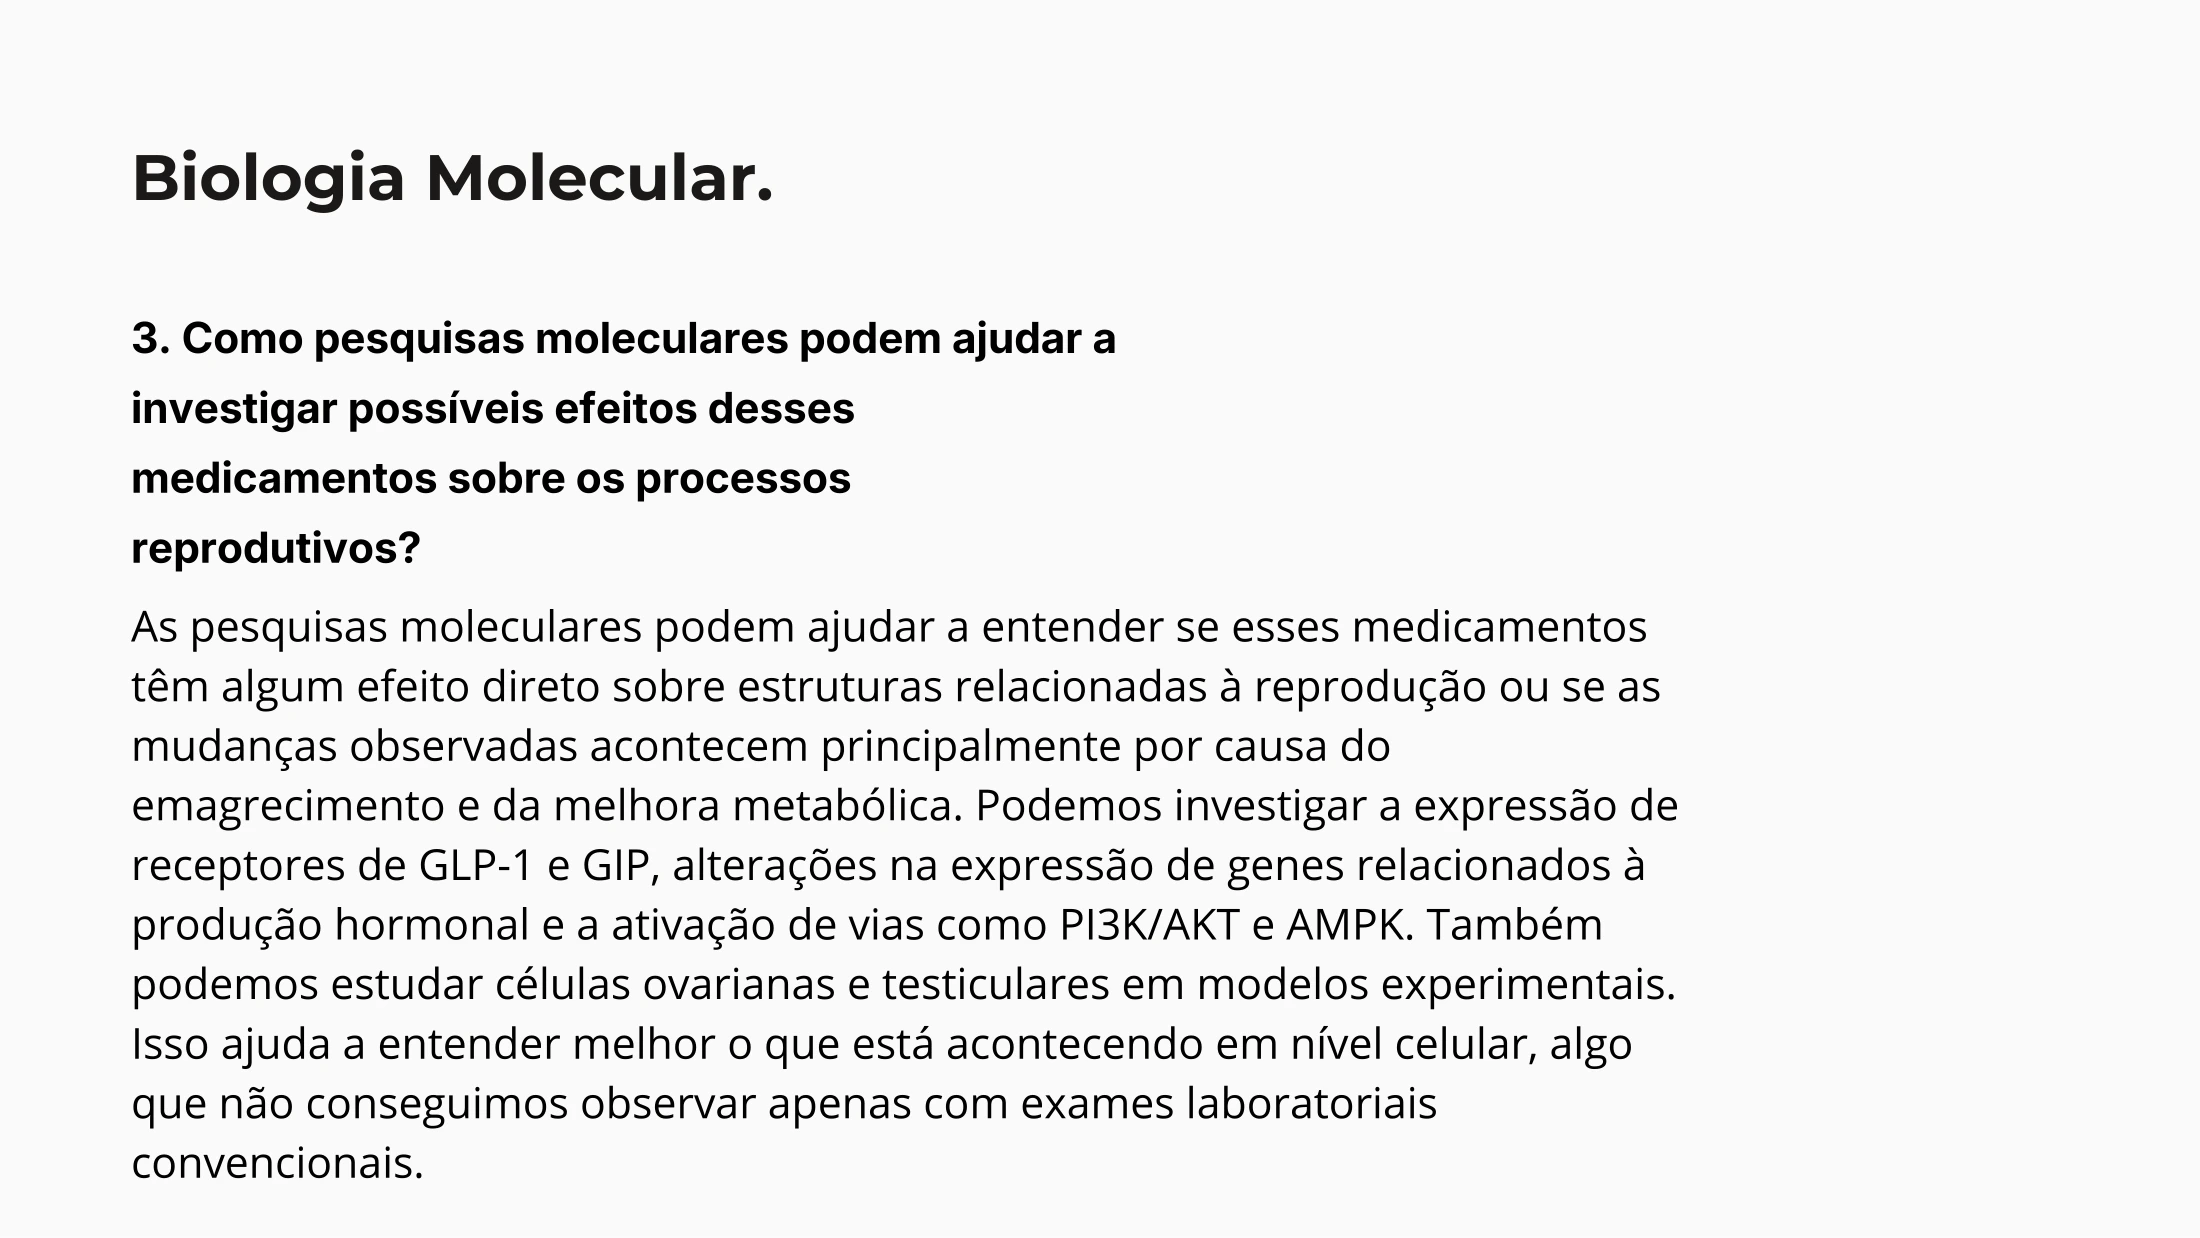 Biologia Molecular.
3. Como pesquisas moleculares podem ajudar a
investigar possíveis efeitos desses
medicamentos sobre os processos
reprodutivos?
As pesquisas moleculares podem ajudar a entender se esses medicamentos
têm algum efeito direto sobre estruturas relacionadas à reprodução ou se as
mudanças observadas acontecem principalmente por causa do
emagrecimento e da melhora metabólica. Podemos investigar a expressão de
receptores de GLP-1 e GIP, alterações na expressão de genes relacionados à
produção hormonal e a ativação de vias como PI3K/AKT e AMPK. Também
podemos estudar células ovarianas e testiculares em modelos experimentais.
Isso ajuda a entender melhor o que está acontecendo em nível celular, algo
que não conseguimos observar apenas com exames laboratoriais
convencionais.